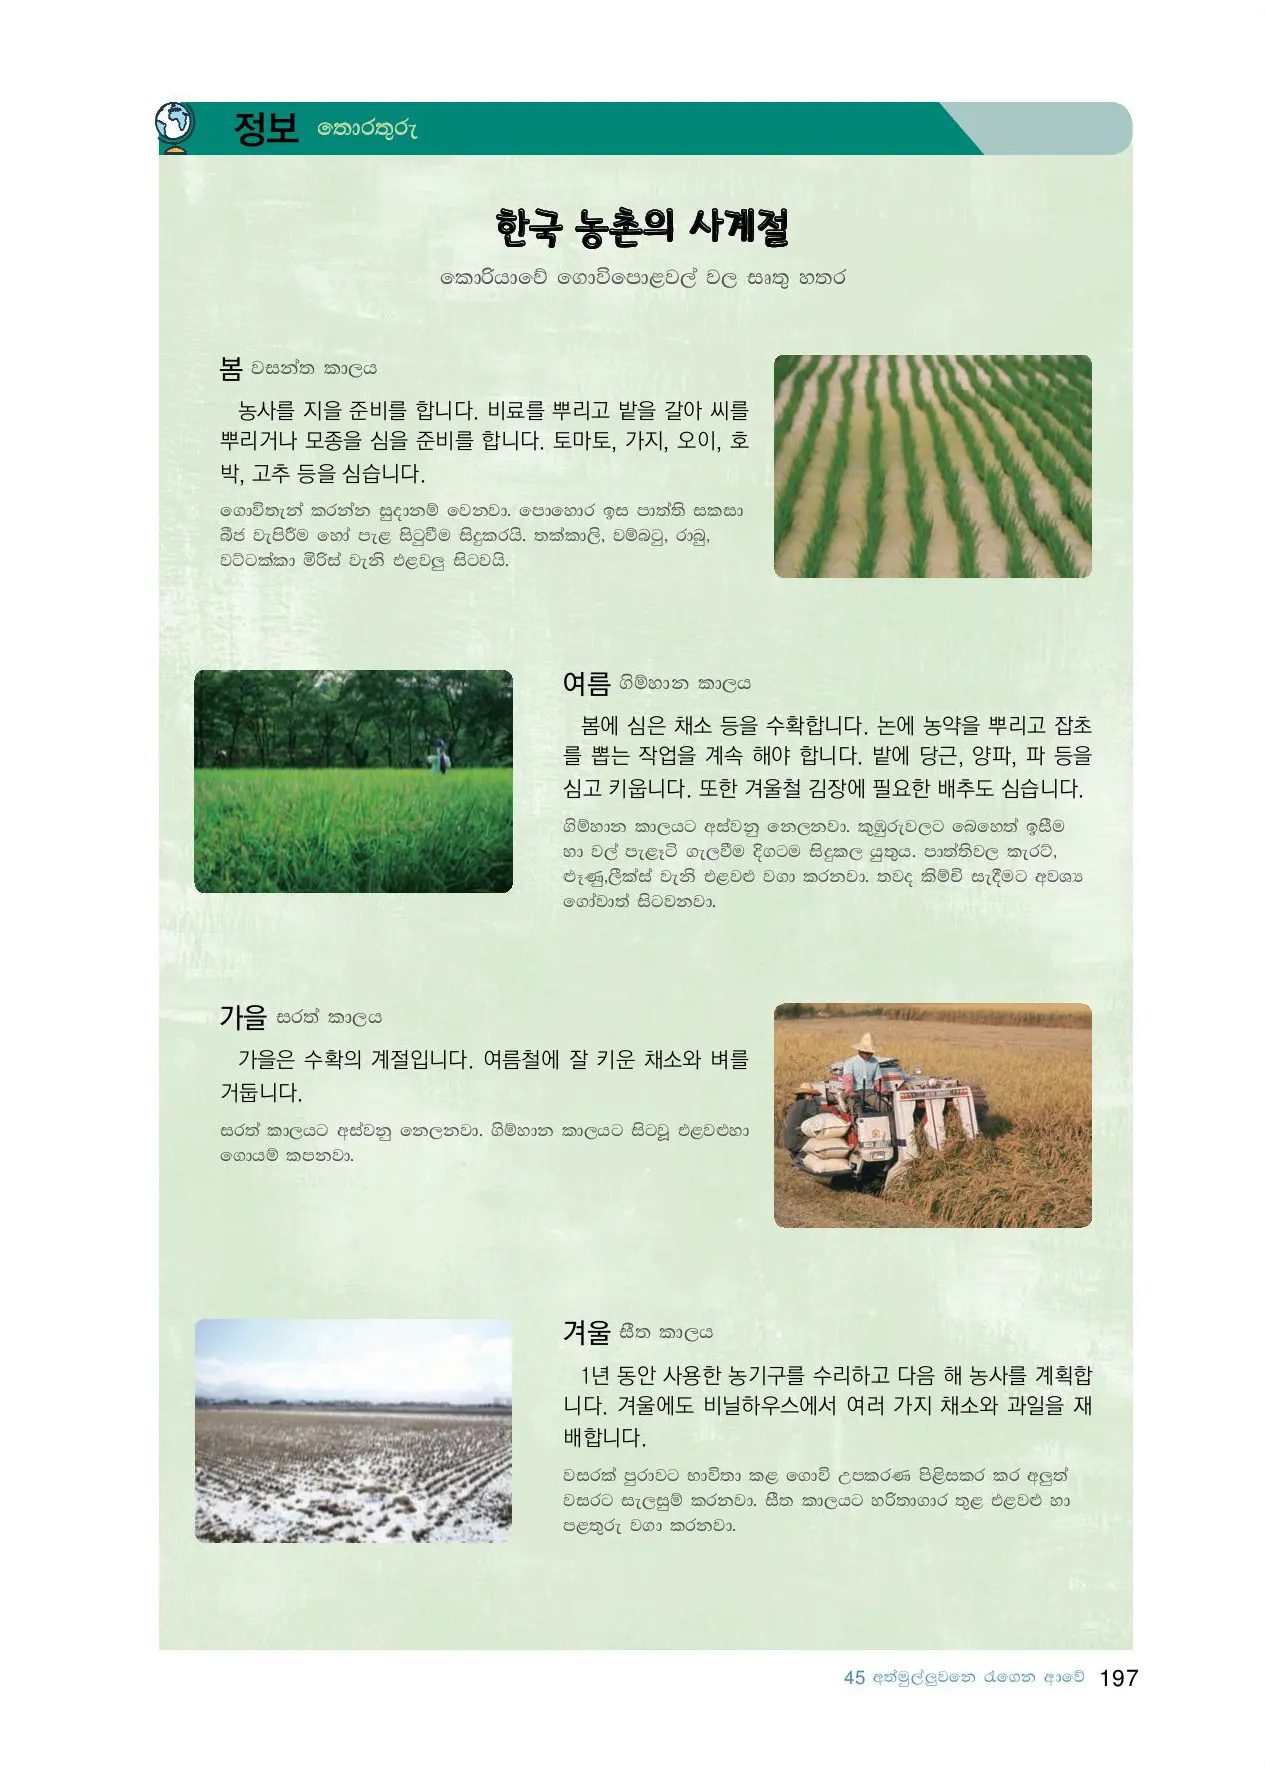 정보 තොරතුරු
한국 농촌의 사계절
කොරියාවේ ගොවිපොළවල් වල සෘතු හතර
봄 වසන්ත කාලය
농사를 지을 준비를 합니다. 비료를 뿌리고 밭을 갈아 씨를
뿌리거나 모종을 심을 준비를 합니다. 토마토, 가지, 오이, 호
박, 고추 등을 심습니다.
ගොවිතැන් කරන්න සුදානම් වෙනවා. පොහොර ඉස පාත්ති සකසා
බීජ වැපිරීම හෝ පැළ සිටුවීම සිදුකරයි. තක්කාලි, වම්බටු, රාබු,
වට්ටක්කා මිරිස් වැනි එළවලු සිටවයි.
여름 ගිම්හාන කාලය
봄에 심은 채소 등을 수확합니다. 논에 농약을 뿌리고 잡초
를 뽑는 작업을 계속 해야 합니다. 밭에 당근, 양파, 파 등을
심고 키웁니다. 또한 겨울철 김장에 필요한 배추도 심습니다.
ගිම්හාන කාලයට අස්වනු නෙලනවා. කුඹුරුවලට බෙහෙත් ඉසීම
හා වල් පැළෑටි ගැලවීම දිගටම සිදුකල යුතුය. පාත්තිවල කැරට්,
ළූණු,ලීක්ස් වැනි එළවළු වගා කරනවා. තවද කිම්චි සැදීමට අවශ්‍ය
ගෝවාත් සිටවනවා.
가을 සරත් කාලය
가을은 수확의 계절입니다. 여름철에 잘 키운 채소와 벼를
거둡니다.
සරත් කාලයට අස්වනු නෙලනවා. ගිම්හාන කාලයට සිටවූ එළවළුහා
ගොයම් කපනවා.
겨울 සීත කාලය
1년 동안 사용한 농기구를 수리하고 다음 해 농사를 계획합
니다. 겨울에도 비닐하우스에서 여러 가지 채소와 과일을 재
배합니다.
වසරක් පුරාවට භාවිතා කළ ගොවි උපකරණ පිළිසකර කර අලුත්
වසරට සැලසුම් කරනවා. සීත කාලයට හරිතාගාර තුළ එළවළු හා
පළතුරු වගා කරනවා.
45 අත්මුල්ලුවනෙ රැගෙන ආවේ 197